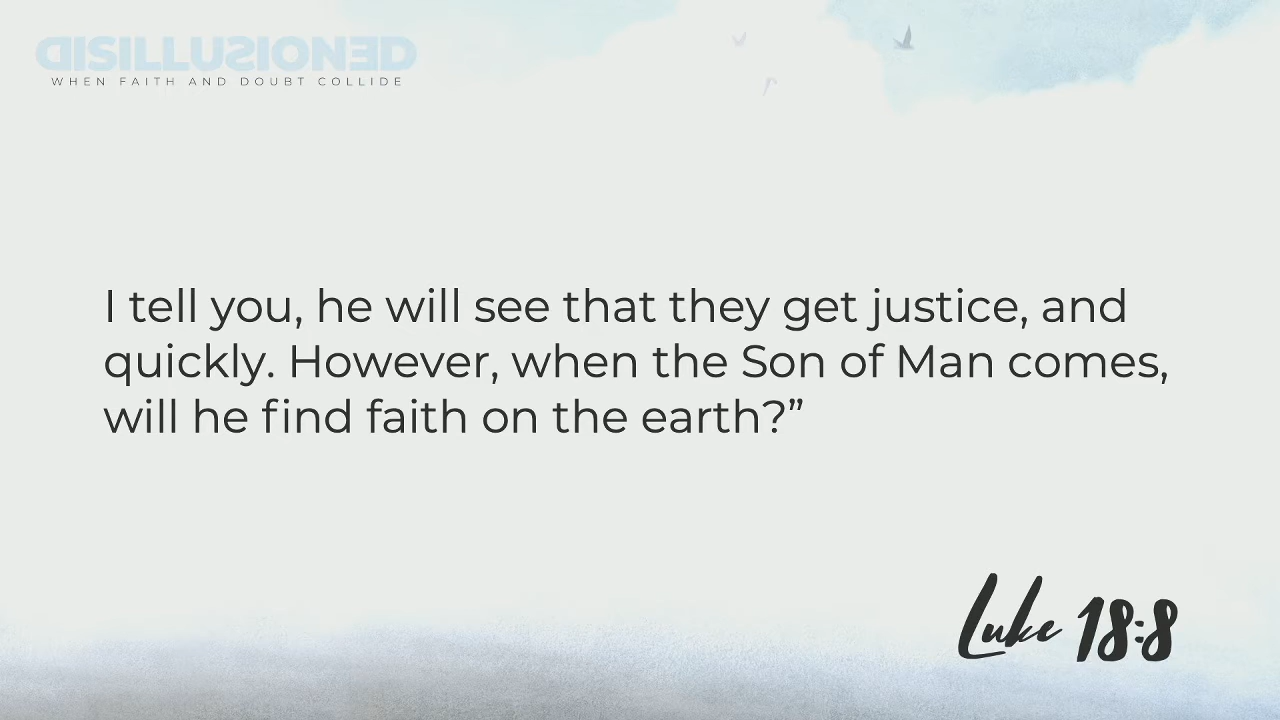 DISILLUSIONED
WHEN FAITH AND DOUBT COLLIDE
I tell you, he will see that they get justice, and
quickly. However, when the Son of Man comes,
will he find faith on the earth?”
Luke 18:8